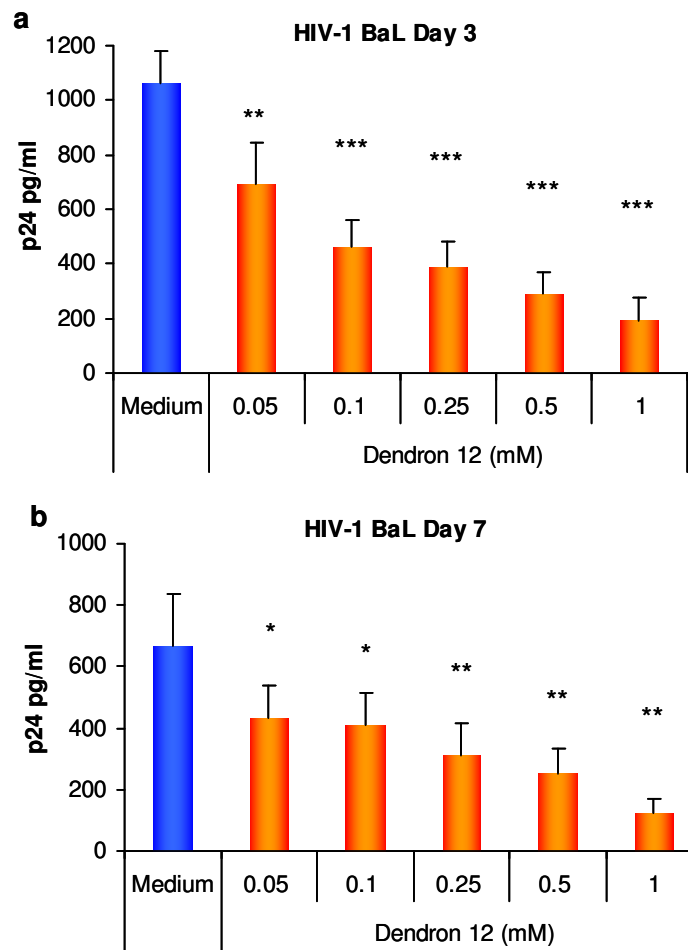 a
HIV-1 BaL Day 3
p24 pg/ml
1200
1000
800
600
400
200
0
**
***
***
***
***
Medium 0.05 0.1 0.25 0.5 1
Dendron 12 (mM)
b
HIV-1 BaL Day 7
p24 pg/ml
1000
800
600
400
200
0
*
*
**
**
**
Medium 0.05 0.1 0.25 0.5 1
Dendron 12 (mM)